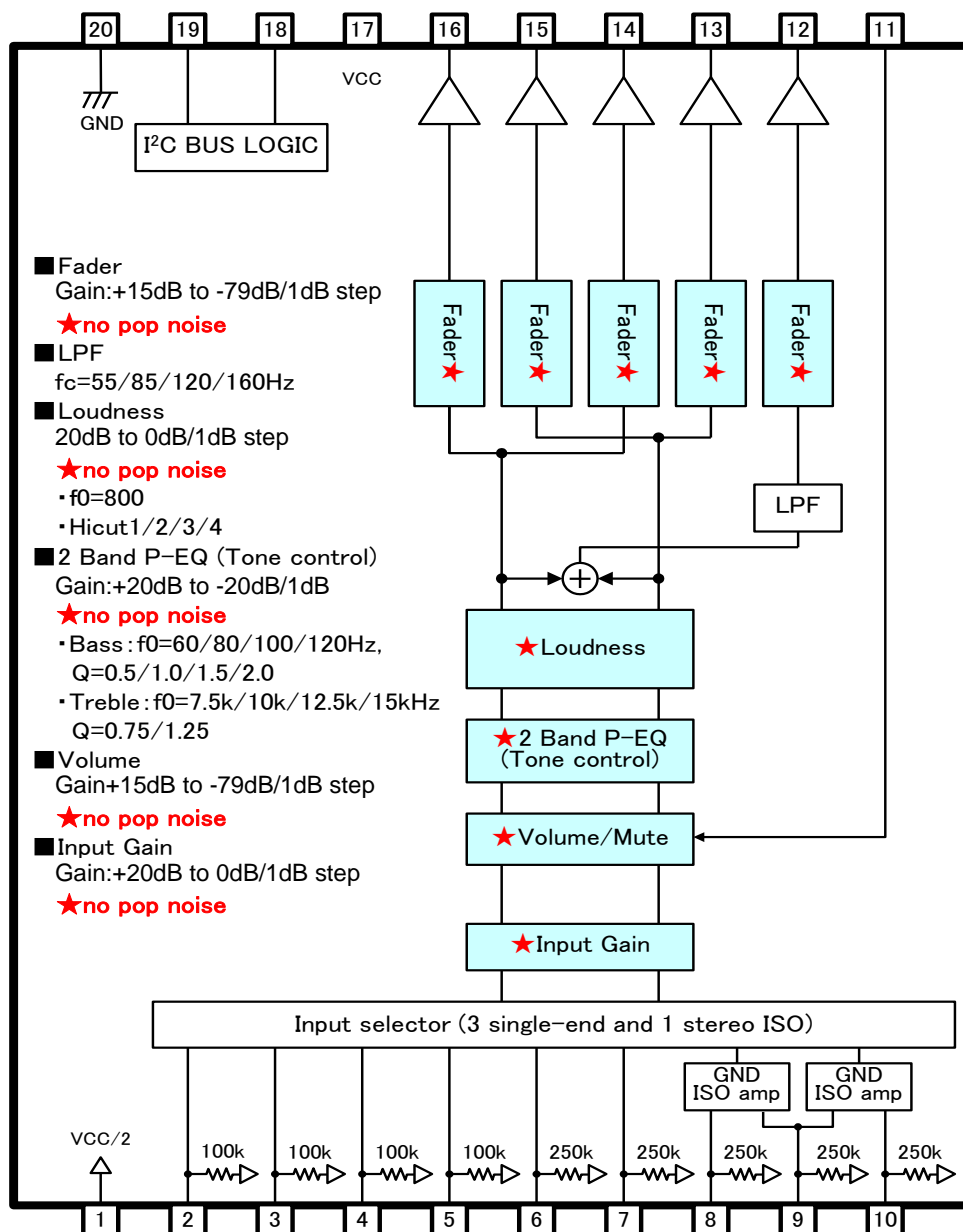 20 19 18 17 16 15 14 13 12 11
VCC
GND
I²C BUS LOGIC
■Fader
Gain:+15dB to -79dB/1dB step
★no pop noise
■LPF
fc=55/85/120/160Hz
■Loudness
20dB to 0dB/1dB step
★no pop noise
・f0=800
・Hicut1/2/3/4
■2 Band P-EQ (Tone control)
Gain:+20dB to -20dB/1dB
★no pop noise
・Bass:f0=60/80/100/120Hz,
Q=0.5/1.0/1.5/2.0
・Treble:f0=7.5k/10k/12.5k/15kHz
Q=0.75/1.25
■Volume
Gain+15dB to -79dB/1dB step
★no pop noise
■Input Gain
Gain:+20dB to 0dB/1dB step
★no pop noise
Fader★
Fader★
Fader★
Fader★
Fader★
LPF
★Loudness
★2 Band P-EQ
(Tone control)
★Volume/Mute
★Input Gain
Input selector (3 single-end and 1 stereo ISO)
GND
ISO amp
GND
ISO amp
VCC/2
100k 100k 100k 100k 250k 250k 250k 250k 250k
1 2 3 4 5 6 7 8 9 10